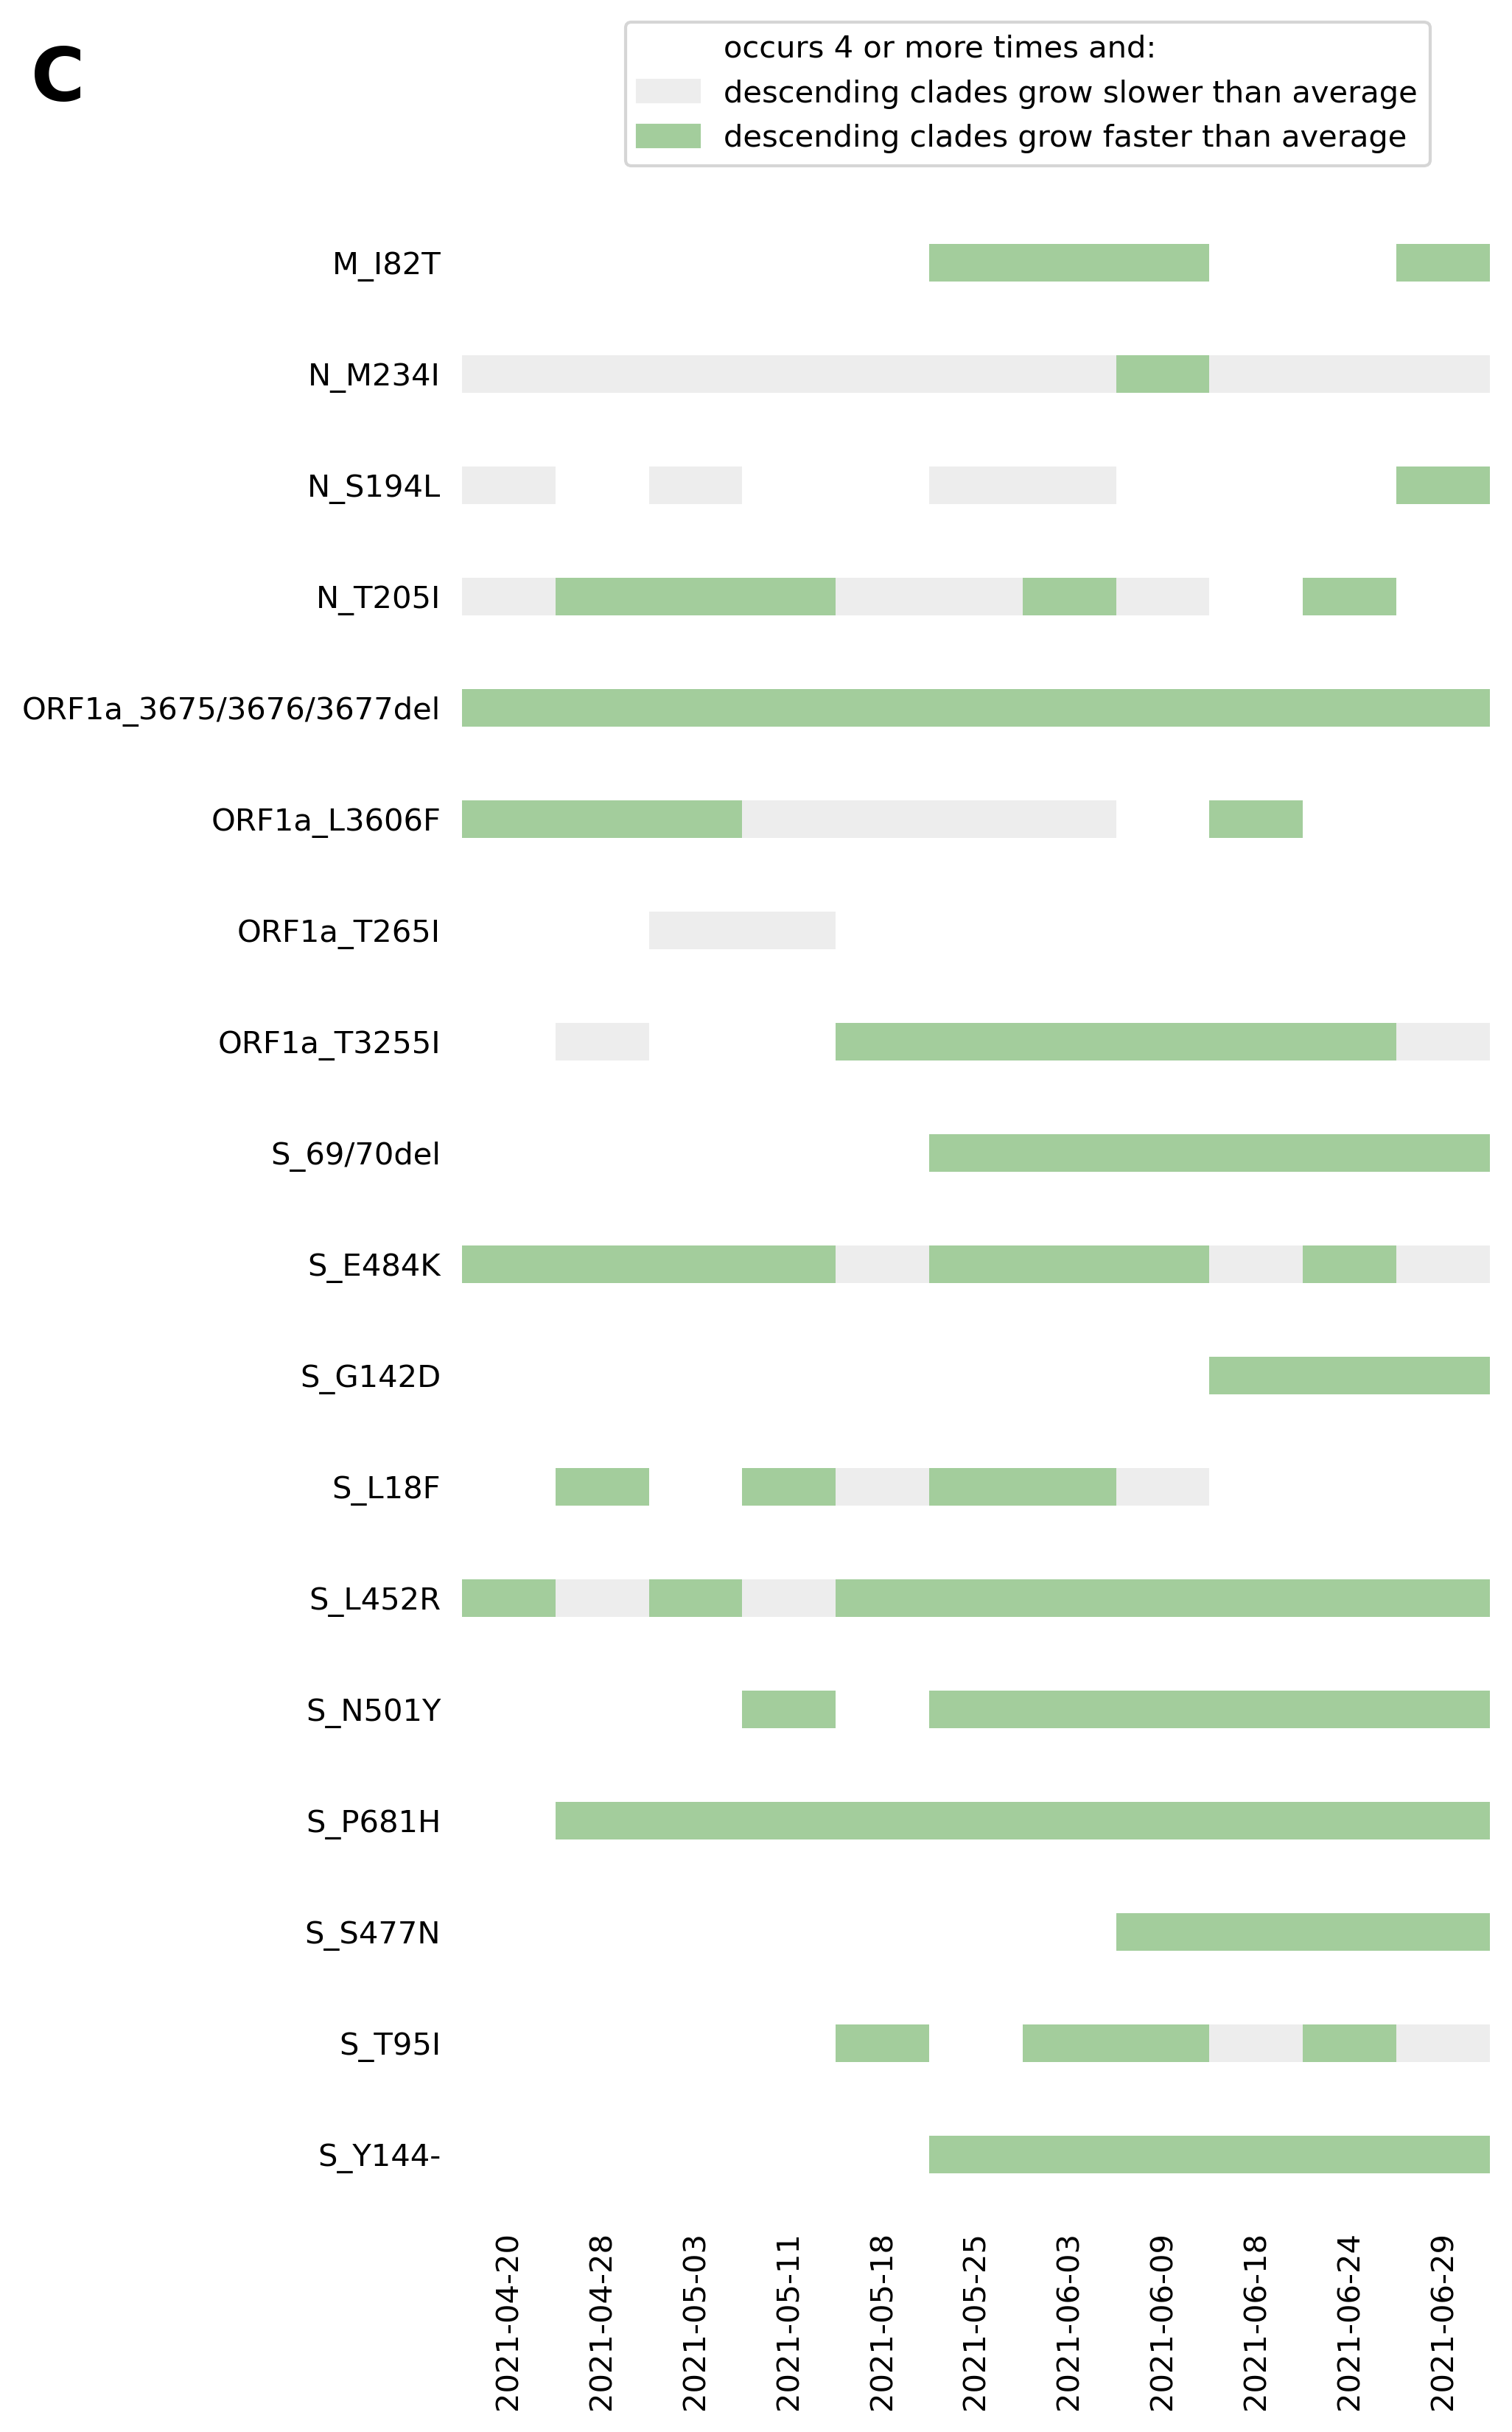 C
occurs 4 or more times and:
descending clades grow slower than average
descending clades grow faster than average
M_I82T
N_M234I
N_S194L
N_T205I
ORF1a_3675/3676/3677del
ORF1a_L3606F
ORF1a_T265I
ORF1a_T3255I
S_69/70del
S_E484K
S_G142D
S_L18F
S_L452R
S_N501Y
S_P681H
S_S477N
S_T95I
S_Y144-
2021-04-20
2021-04-28
2021-05-03
2021-05-11
2021-05-18
2021-05-25
2021-06-03
2021-06-09
2021-06-18
2021-06-24
2021-06-29